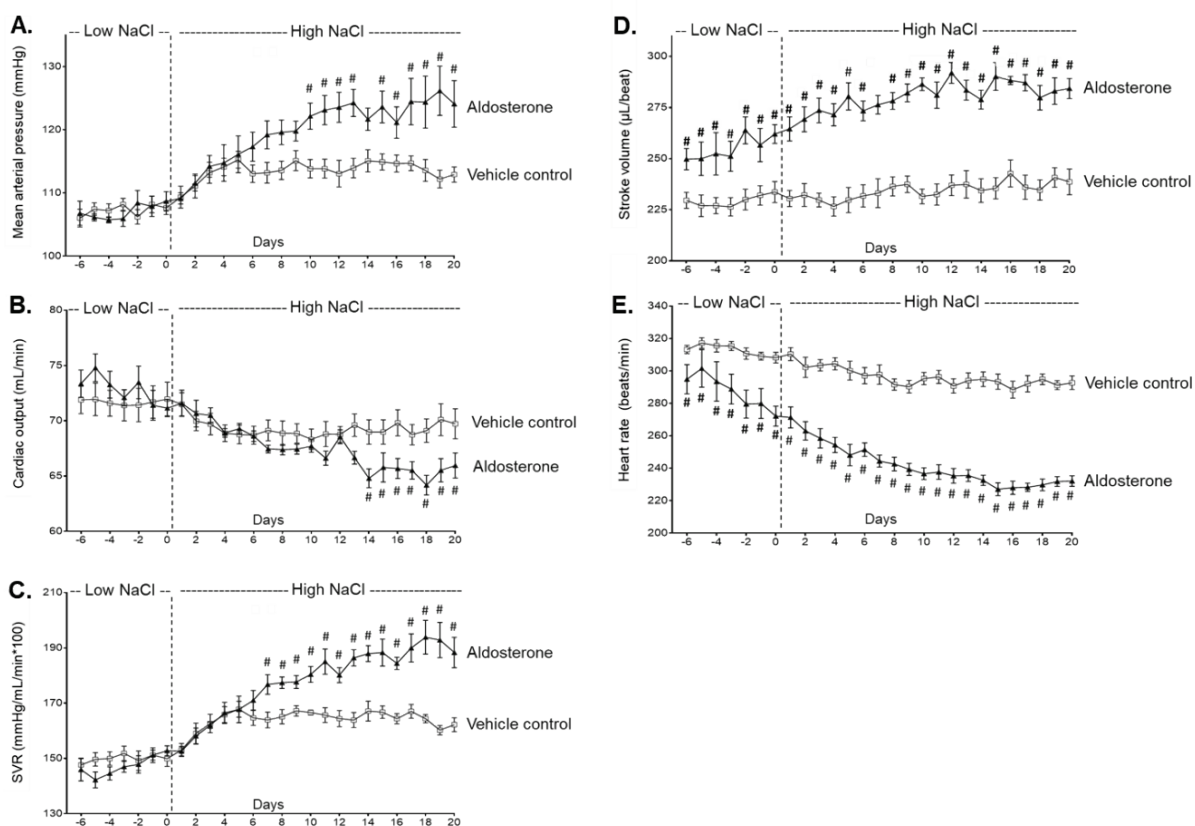 A.
-- Low NaCl --
High NaCl
Mean arterial pressure (mmHg)
130
120
110
100
# # # # # # # # # #
Aldosterone
Vehicle control
Days
-6 -4 -2 0 2 4 6 8 10 12 14 16 18 20
B.
-- Low NaCl --
High NaCl
Cardiac output (mL/min)
80
75
70
65
60
Vehicle control
Aldosterone
# # # # # # #
Days
-6 -4 -2 0 2 4 6 8 10 12 14 16 18 20
C.
-- Low NaCl --
High NaCl
SVR (mmHg/mL/min*100)
210
190
170
150
130
# # # # # # # # # # # # # #
Aldosterone
Vehicle control
Days
-6 -4 -2 0 2 4 6 8 10 12 14 16 18 20
D.
-- Low NaCl --
High NaCl
Stroke volume (µL/beat)
300
275
250
225
200
# # # # # # # # # # # # # # # # # # # # # # # # # # #
Aldosterone
Vehicle control
Days
-6 -4 -2 0 2 4 6 8 10 12 14 16 18 20
E.
-- Low NaCl --
High NaCl
Heart rate (beats/min)
340
320
300
280
260
240
220
200
Vehicle control
Aldosterone
# # # # # # # # # # # # # # # # # # # # # # # # # # #
Days
-6 -4 -2 0 2 4 6 8 10 12 14 16 18 20